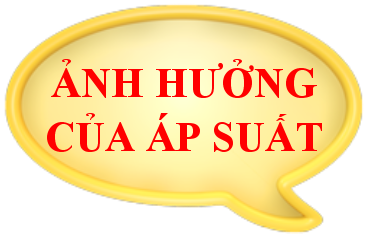 ẢNH HƯỞNG
CỦA ÁP SUẤT